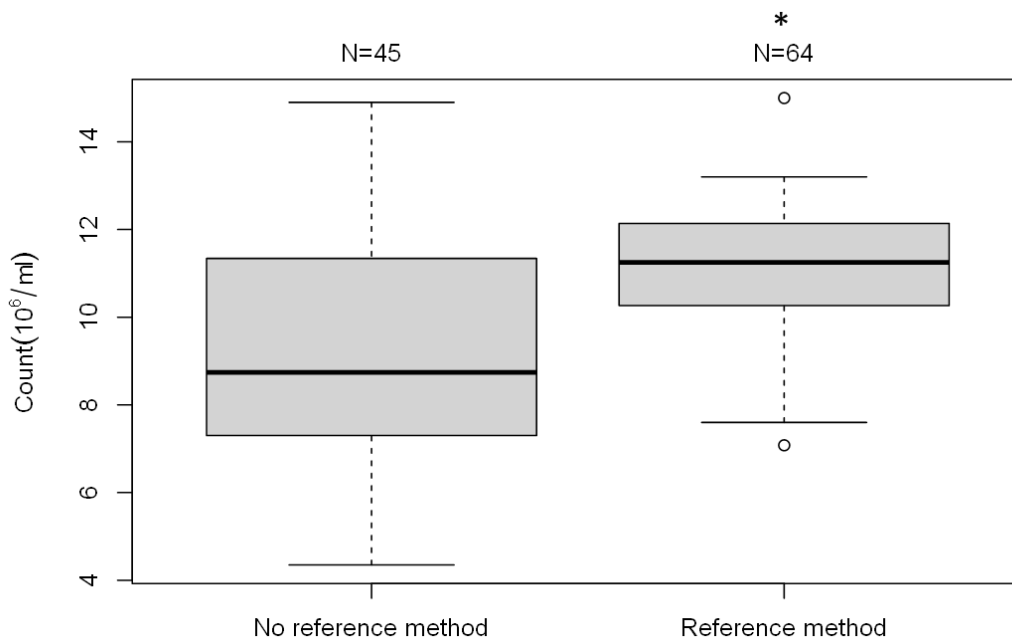 *
N=45 N=64
Count(10⁶/ml)
14
12
10
8
6
4
No reference method Reference method